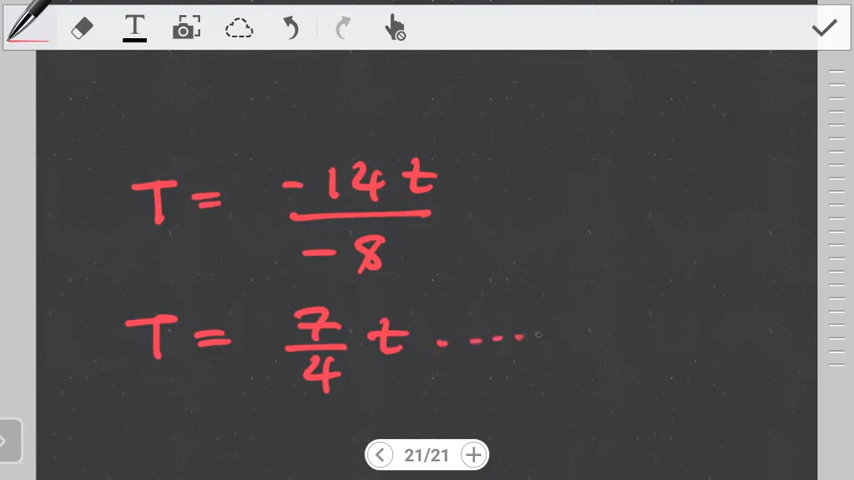 T
T = -14t
-8
T = 7/4 t .....
21/21